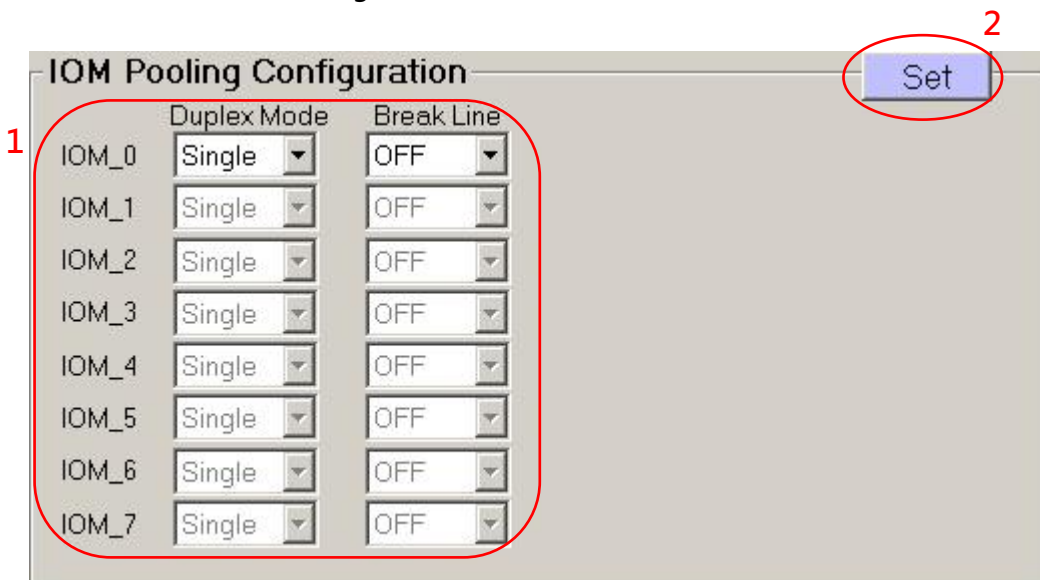 2
IOM Pooling Configuration Set
Duplex Mode Break Line
1
IOM_0 Single OFF
IOM_1 Single OFF
IOM_2 Single OFF
IOM_3 Single OFF
IOM_4 Single OFF
IOM_5 Single OFF
IOM_6 Single OFF
IOM_7 Single OFF